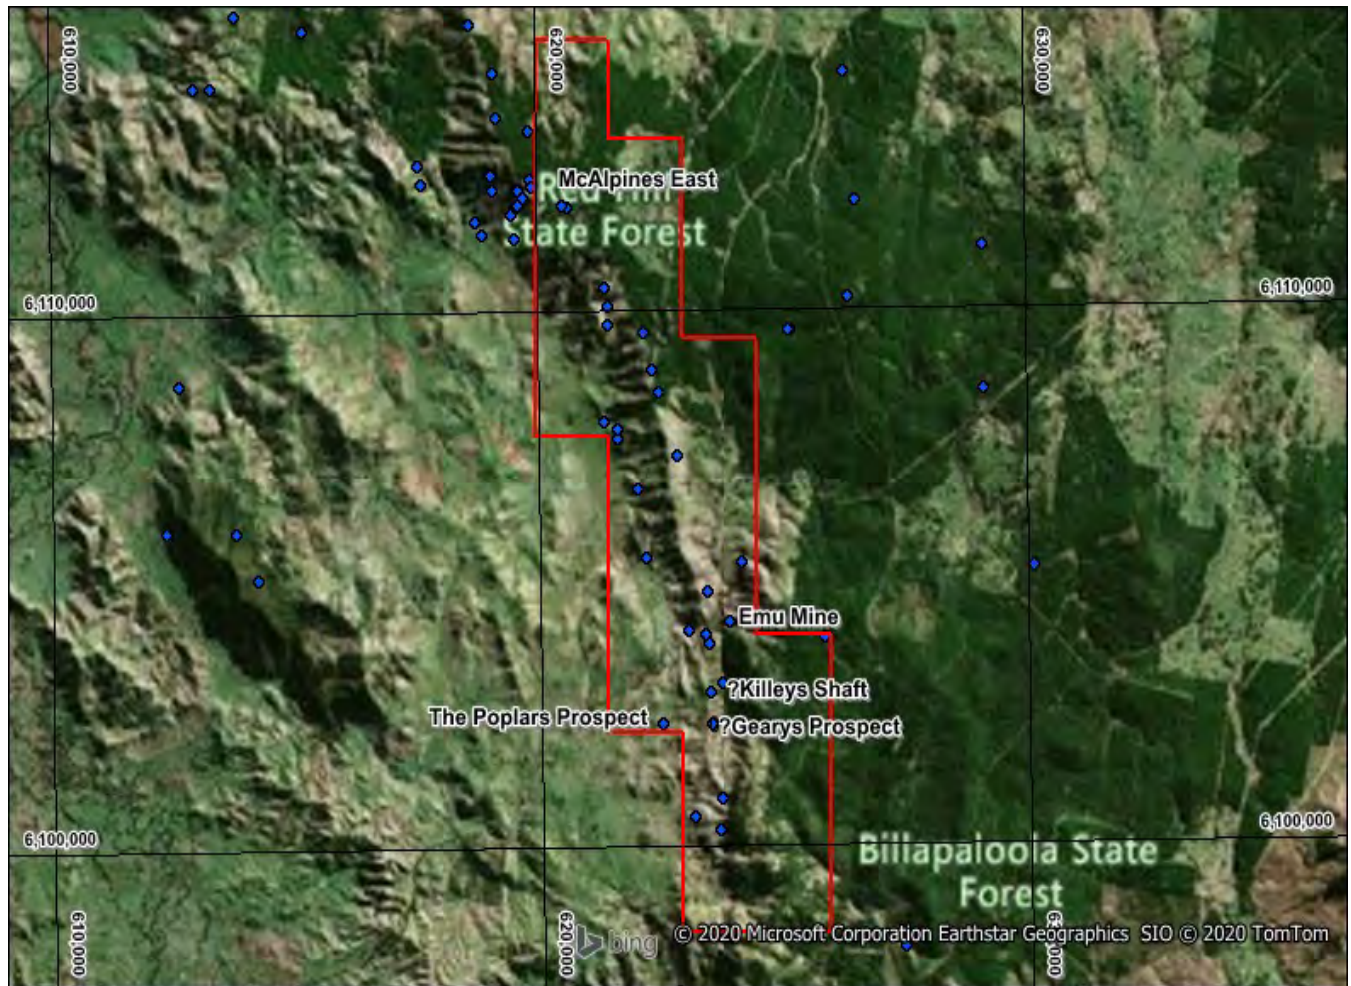 610,000
620,000
630,000
McAlpines East
Red Hill
State Forest
6,110,000
6,110,000
Emu Mine
?Killeys Shaft
The Poplars Prospect
?Gearys Prospect
6,100,000
6,100,000
Billapaloola State
Forest
610,000
620,000
bing
© 2020 Microsoft Corporation Earthstar Geographics SIO © 2020 TomTom